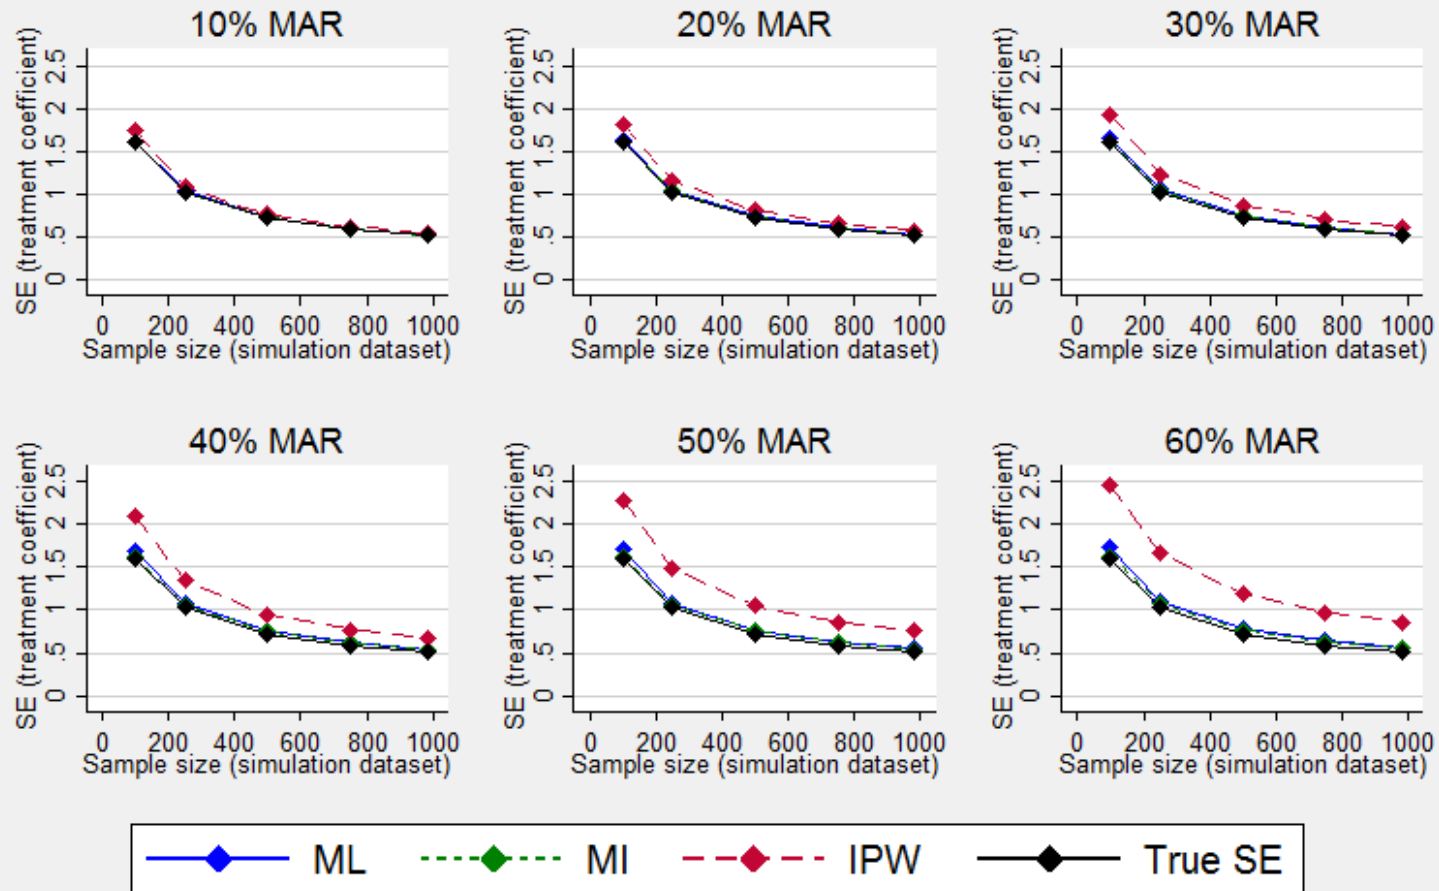 10% MAR
SE (treatment coefficient)
2.5
2
1.5
1
.5
0
0 200 400 600 800 1000
Sample size (simulation dataset)
20% MAR
SE (treatment coefficient)
2.5
2
1.5
1
.5
0
0 200 400 600 800 1000
Sample size (simulation dataset)
30% MAR
SE (treatment coefficient)
2.5
2
1.5
1
.5
0
0 200 400 600 800 1000
Sample size (simulation dataset)
40% MAR
SE (treatment coefficient)
2.5
2
1.5
1
.5
0
0 200 400 600 800 1000
Sample size (simulation dataset)
50% MAR
SE (treatment coefficient)
2.5
2
1.5
1
.5
0
0 200 400 600 800 1000
Sample size (simulation dataset)
60% MAR
SE (treatment coefficient)
2.5
2
1.5
1
.5
0
0 200 400 600 800 1000
Sample size (simulation dataset)
ML MI IPW True SE